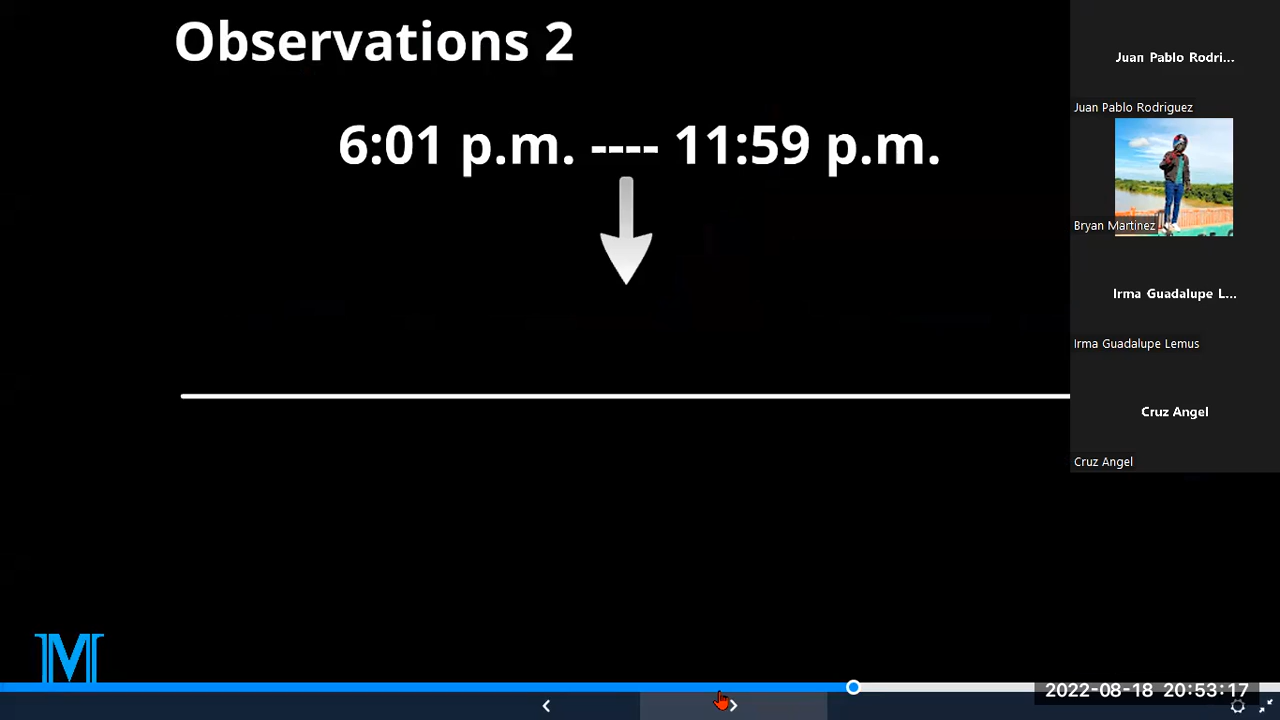 Observations 2
6:01 p.m. ---- 11:59 p.m.
Juan Pablo Rodri...
Juan Pablo Rodriguez
Bryan Martinez
Irma Guadalupe L...
Irma Guadalupe Lemus
Cruz Angel
Cruz Angel
M
2022-08-18 20:53:17